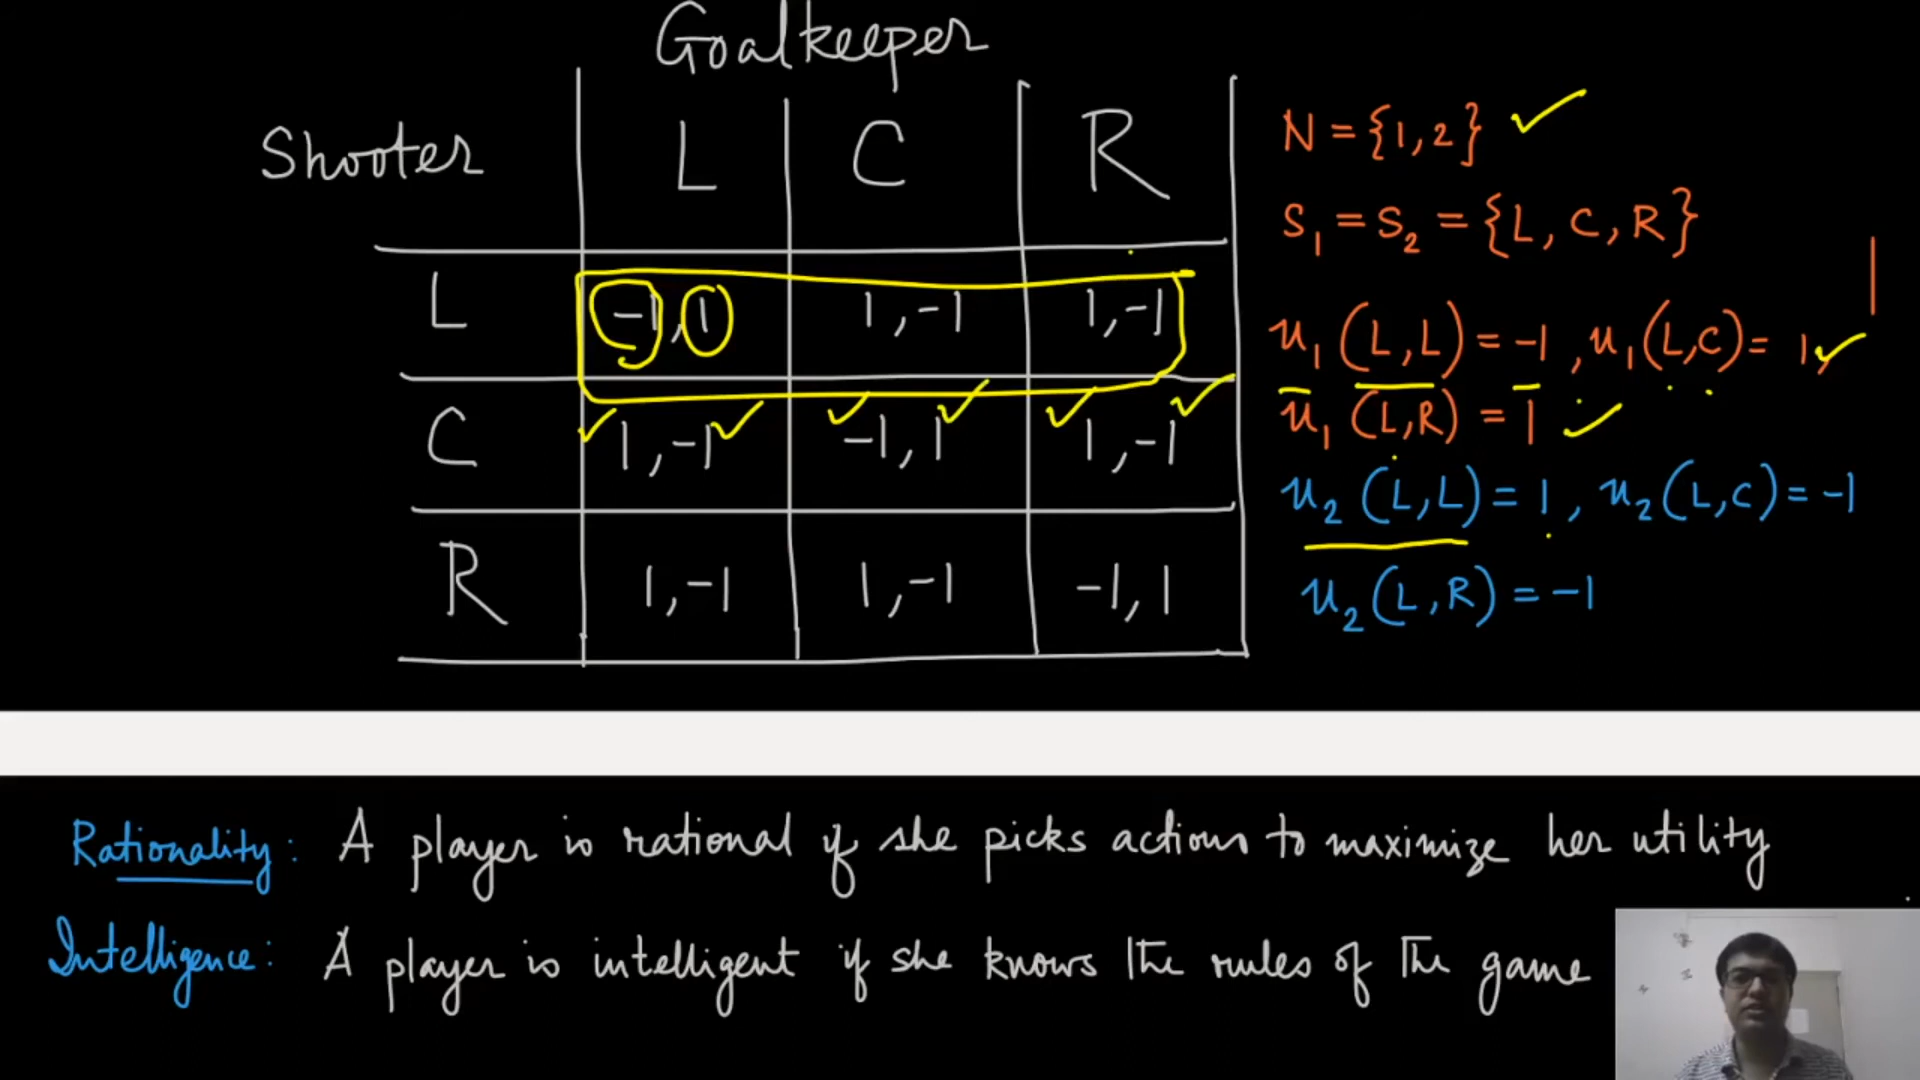 Goalkeeper
Shooter L C R
L -1,1 1,-1 1,-1
C 1,-1 -1,1 1,-1
R 1,-1 1,-1 -1,1
N = {1,2} ✓
S₁ = S₂ = {L, C, R}
u₁ (L,L) = -1, u₁(L,C) = 1 ✓
u₁ (L,R) = 1 ✓
u₂ (L,L) = 1, u₂(L,C) = -1
u₂(L,R) = -1
Rationality: A player is rational if she picks actions to maximize her utility
Intelligence: A player is intelligent if she knows the rules of the game